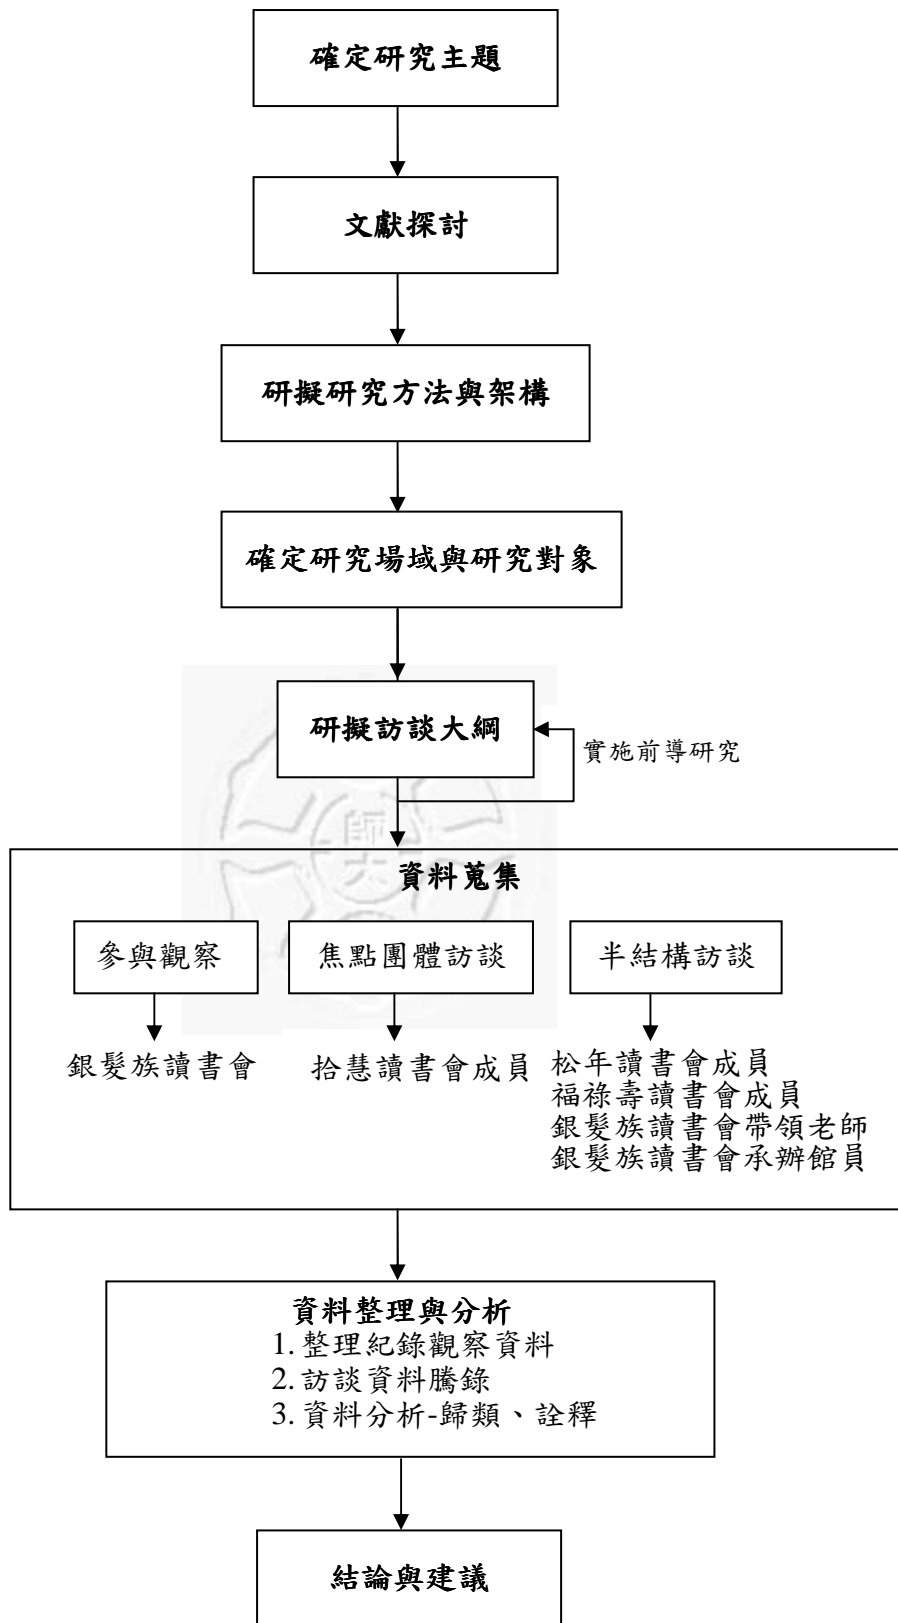 確定研究主題
文獻探討
研擬研究方法與架構
確定研究場域與研究對象
研擬訪談大綱
實施前導研究
師大
資料蒐集
參與觀察
焦點團體訪談
半結構訪談
銀髮族讀書會
拾慧讀書會成員
松年讀書會成員
福祿壽讀書會成員
銀髮族讀書會帶領老師
銀髮族讀書會承辦館員
資料整理與分析
1. 整理紀錄觀察資料
2. 訪談資料騰錄
3. 資料分析-歸類、詮釋
結論與建議